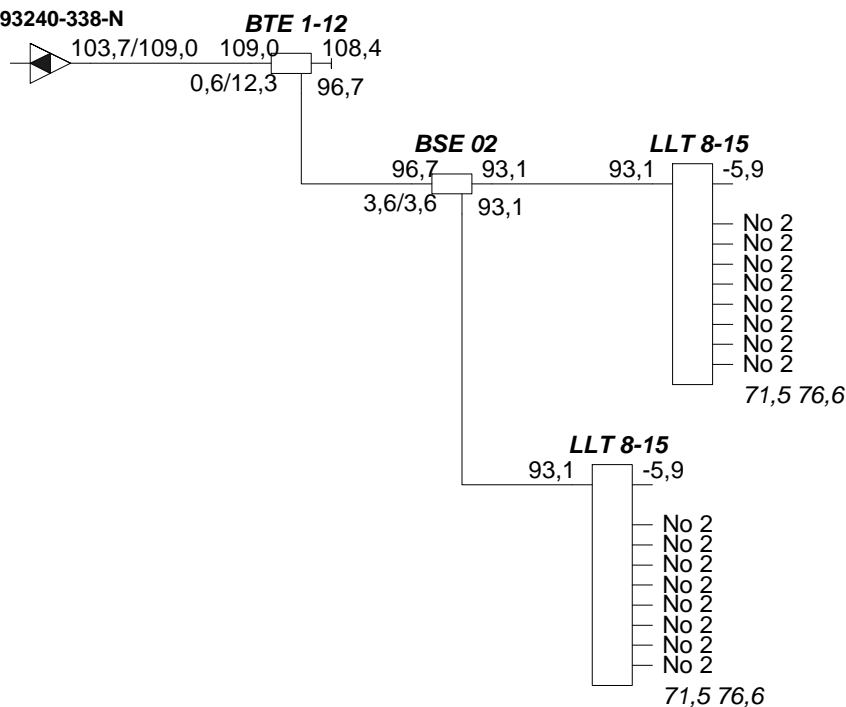 93240-338-N
BTE 1-12
103,7/109,0 109,0 108,4
0,6/12,3 96,7
BSE 02 LLT 8-15
96,7 93,1 93,1 -5,9
3,6/3,6 93,1
No 2
No 2
No 2
No 2
No 2
No 2
No 2
No 2
71,5 76,6
LLT 8-15
93,1 -5,9
No 2
No 2
No 2
No 2
No 2
No 2
No 2
No 2
71,5 76,6